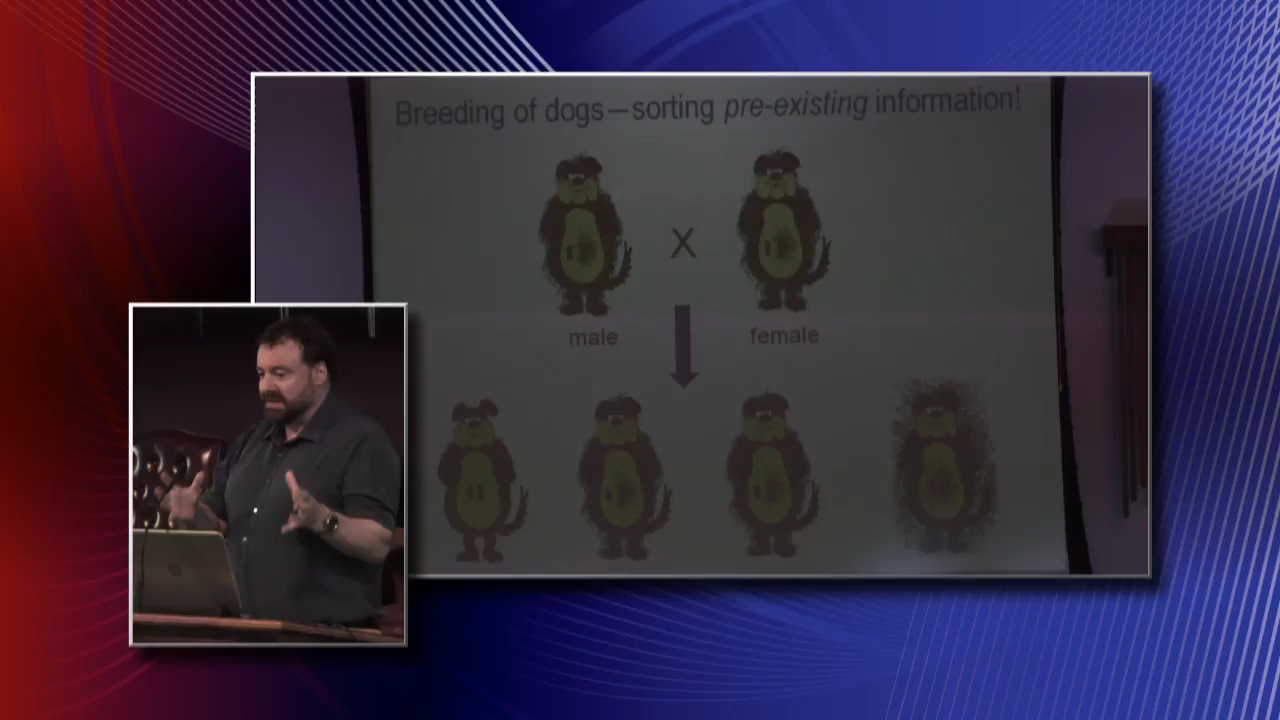 Breeding of dogs—sorting pre-existing information!
X
male
female